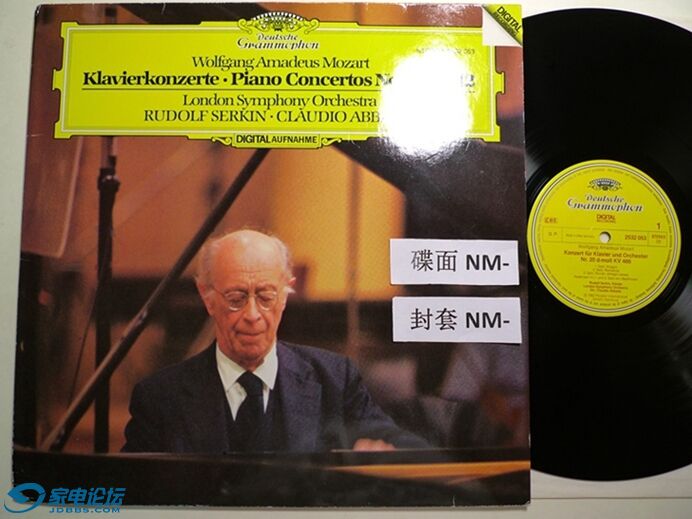 Deutsche
Grammophon
DIGITAL
Wolfgang Amadeus Mozart
Klavierkonzerte · Piano Concertos
London Symphony Orchestra
RUDOLF SERKIN · CLAUDIO
DIGITAL AUFNAHME
碟面 NM-
封套 NM-
Deutsche
Grammophon
DIGITAL
1
2532 053
STEREO
Wolfgang Amadeus Mozart
Konzert für Klavier und Orchester
Nr. 20 d-moll KV 466
家电论坛
JDBBS.COM